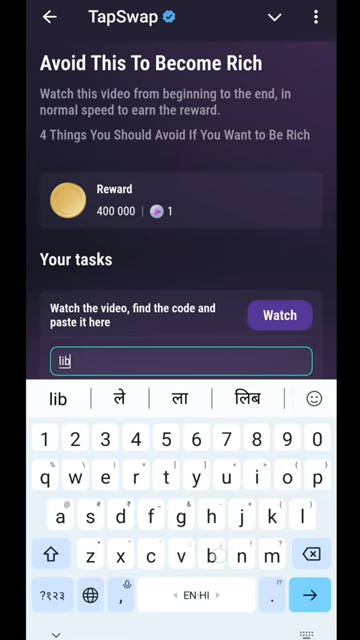 TapSwap
Avoid This To Become Rich
Watch this video from beginning to the end, in
normal speed to earn the reward.
4 Things You Should Avoid If You Want to Be Rich
Reward
400 000 | 1
Your tasks
Watch the video, find the code and
paste it here
Watch
lib
lib ले ला लिब
1 2 3 4 5 6 7 8 9 0
q w e r t y u i o p
a s d f g h j k l
z x c v b n m
?१२३ , EN·HI .